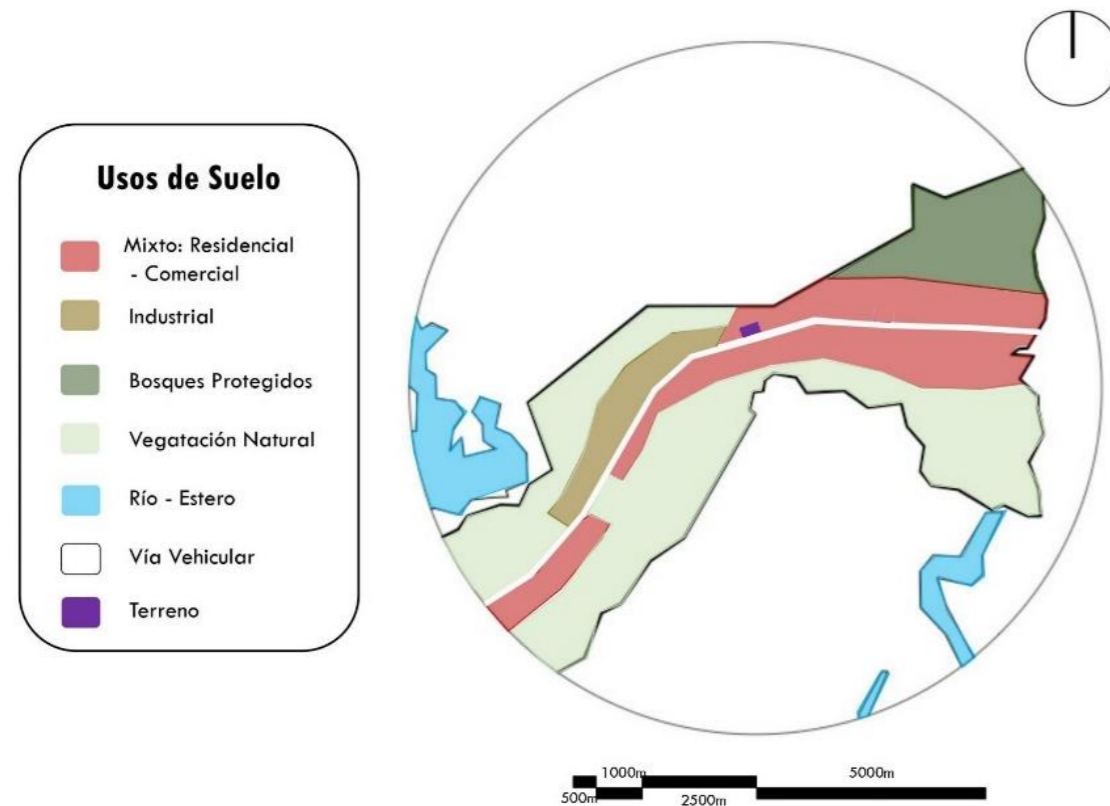 Usos de Suelo
Mixto: Residencial
- Comercial
Industrial
Bosques Protegidos
Vegatación Natural
Río - Estero
Vía Vehicular
Terreno
1000m
5000m
500m
2500m